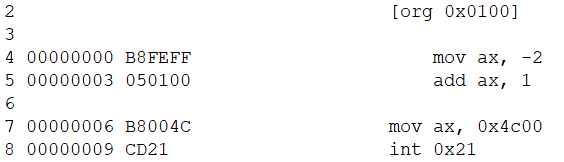 2 [org 0x0100]
3
4 00000000 B8FEFF mov ax, -2
5 00000003 050100 add ax, 1
6
7 00000006 B8004C mov ax, 0x4c00
8 00000009 CD21 int 0x21